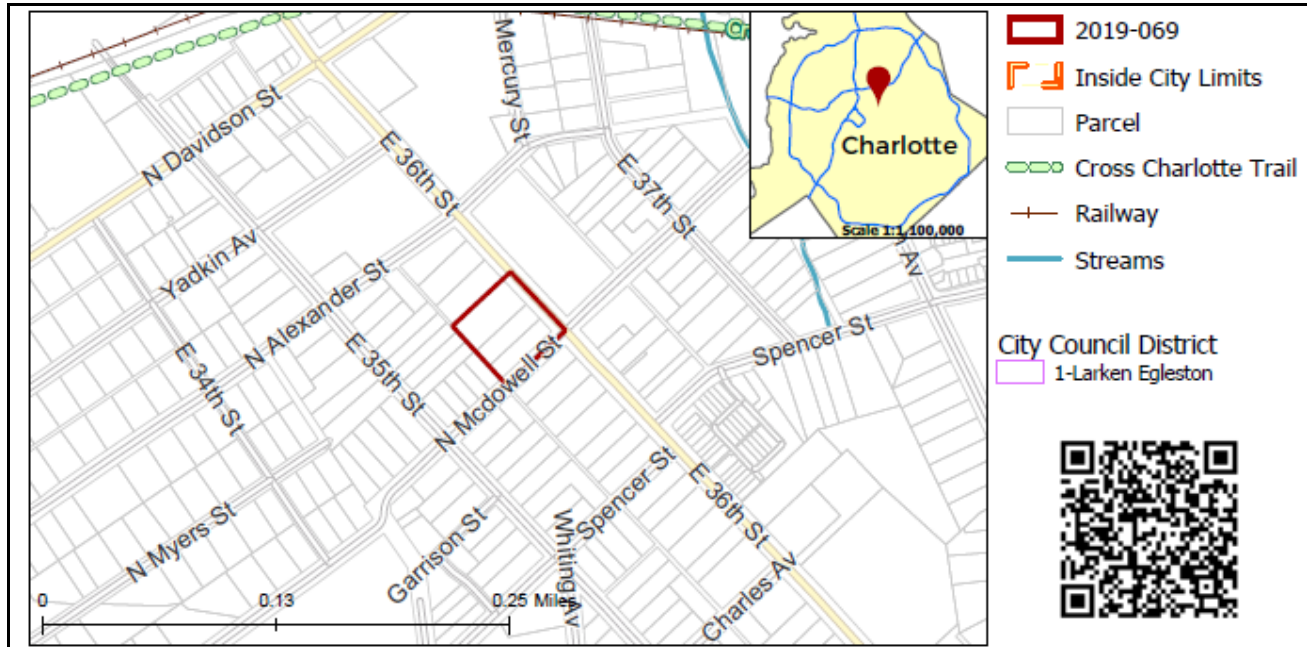 Mercury St
N Davidson St
E 36th St
E 37th St
Yadkin Av
N Alexander St
E 35th St
E 34th St
N Mcdowell St
Spencer St
N Myers St
Garrison St
Whiting Av
Spencer St
E 36th St
Charles Av
Av
0
0.13
0.25 Miles
Charlotte
Scale 1:1,100,000
2019-069
Inside City Limits
Parcel
Cross Charlotte Trail
Railway
Streams
City Council District
1-Larken Egleston